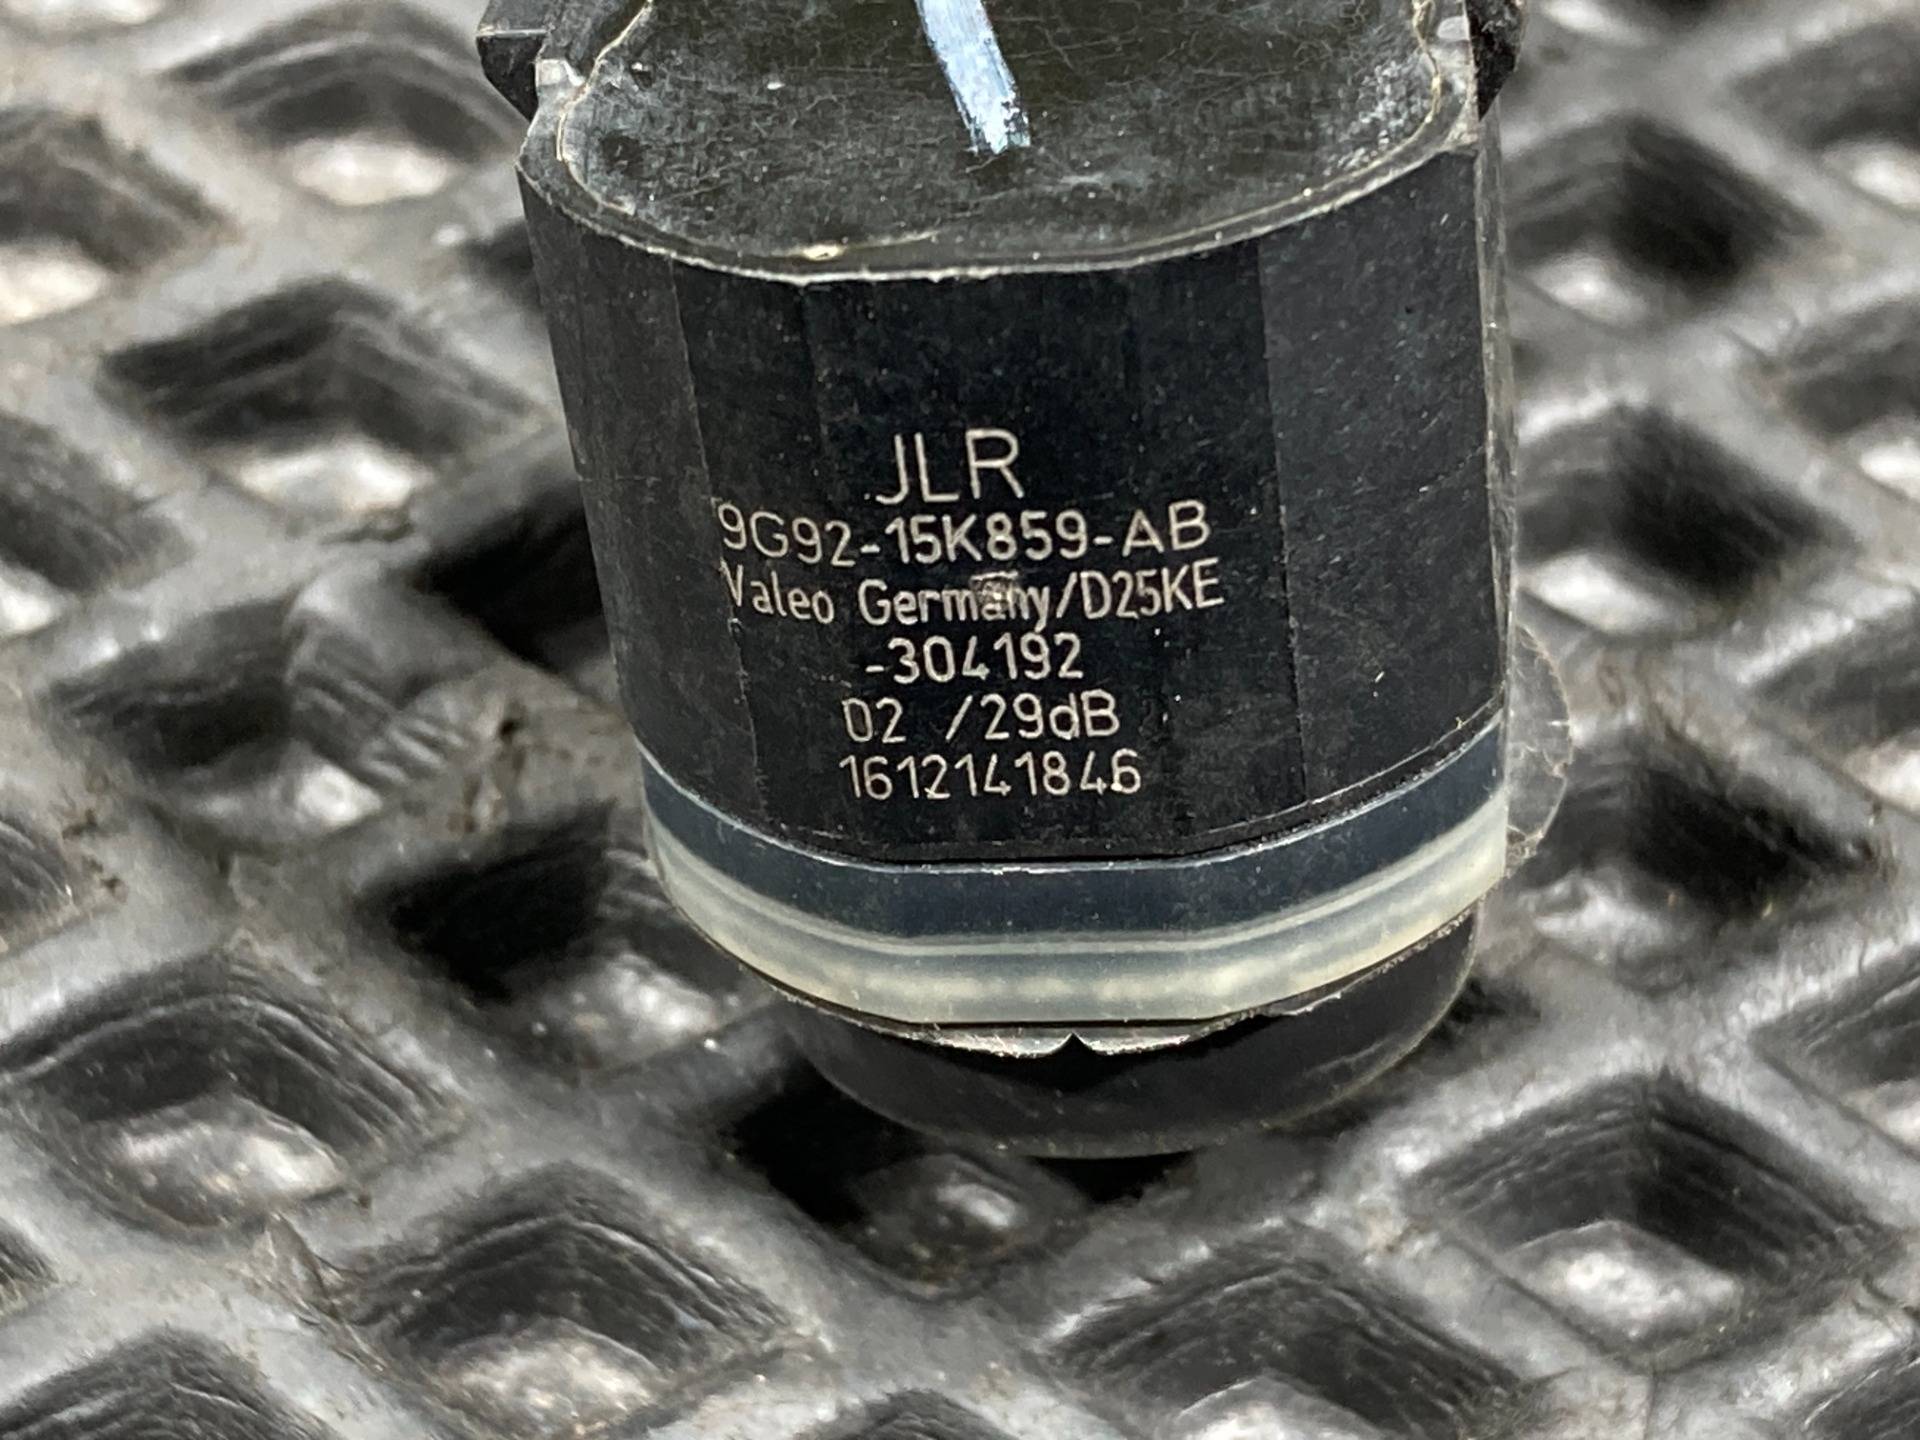 JLR
9G92-15K859-AB
Valeo Germany/D25KE
-304192
02 /29dB
1612141846